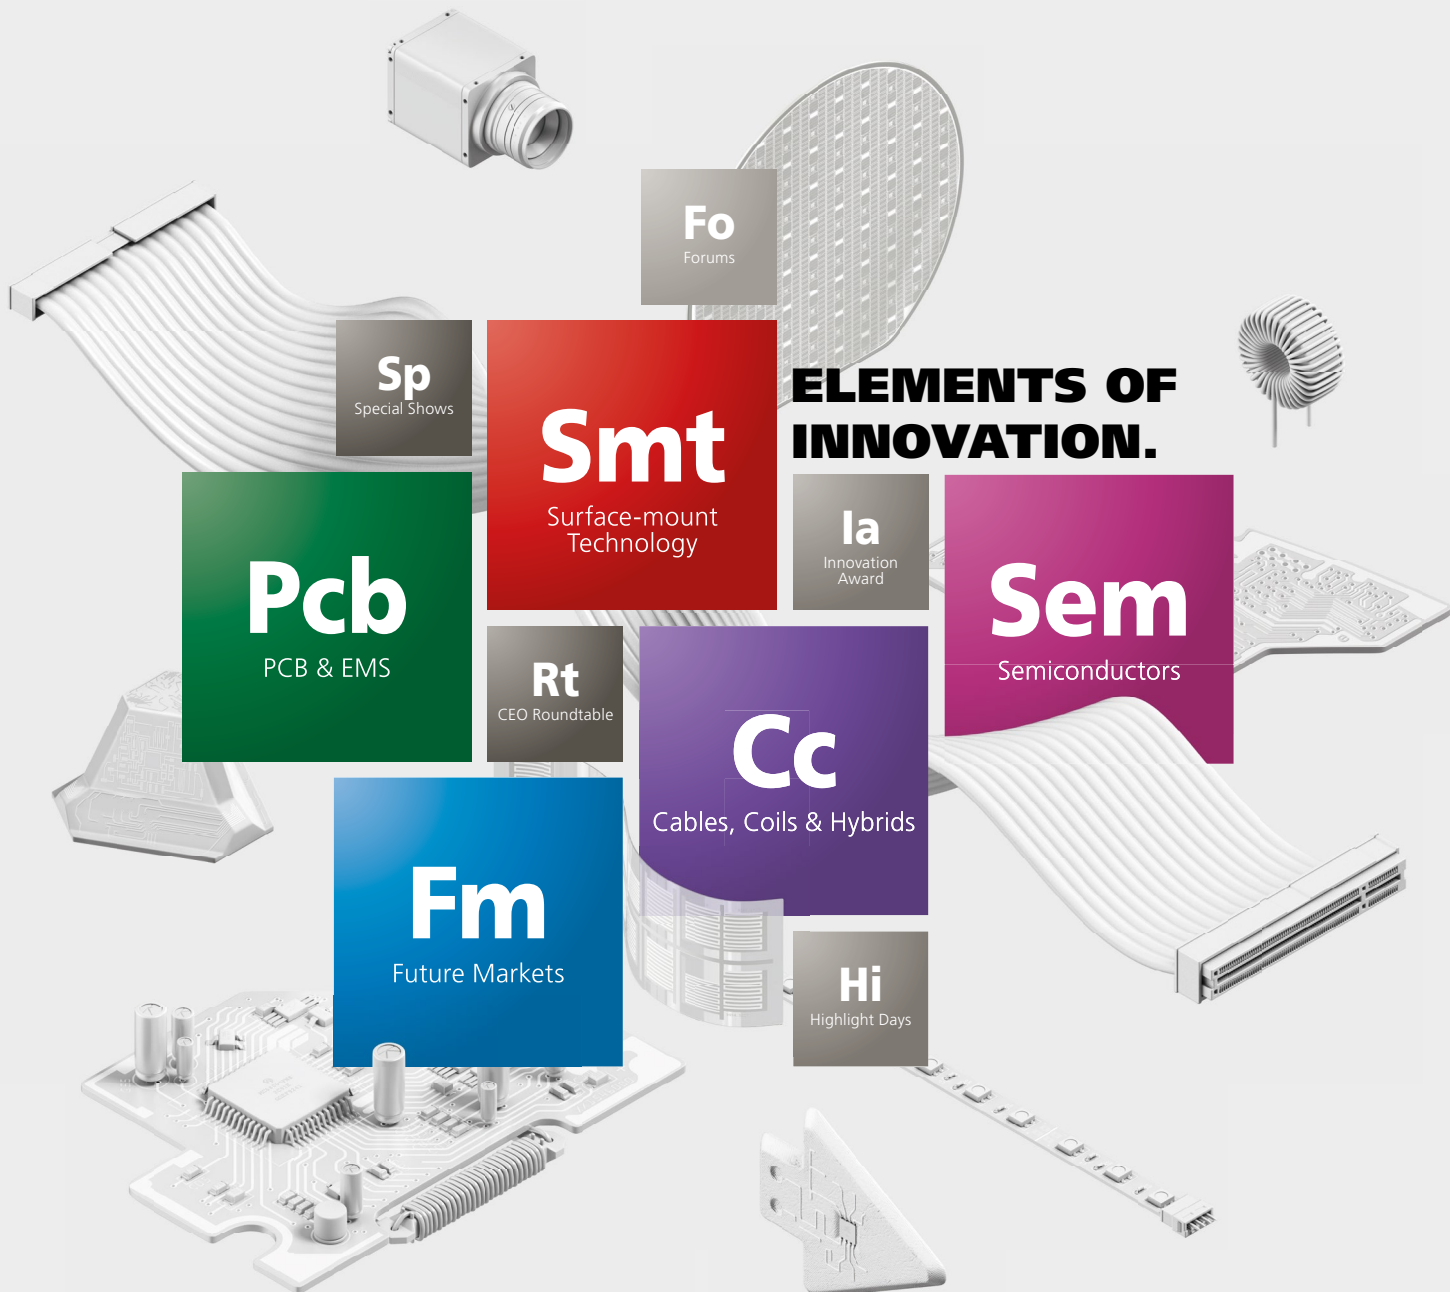 Fo
Forums
Sp
Special Shows
Smt
Surface-mount
Technology
ELEMENTS OF
INNOVATION.
Ia
Innovation
Award
Pcb
PCB & EMS
Sem
Semiconductors
Rt
CEO Roundtable
Cc
Cables, Coils & Hybrids
Fm
Future Markets
Hi
Highlight Days